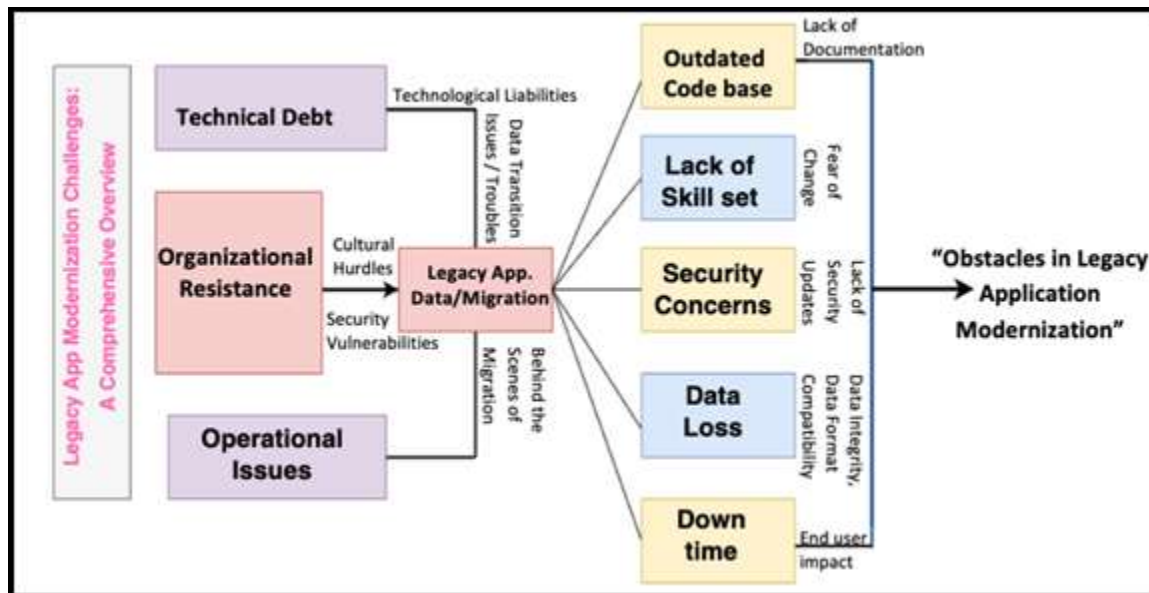 Legacy App Modernization Challenges:
A Comprehensive Overview
Technical Debt
Technological Liabilities
Data Transition
Issues / Troubles
Organizational
Resistance
Cultural
Hurdles
Security
Vulnerabilities
Legacy App.
Data/Migration
Behind the
Scenes of
Migration
Operational
Issues
Outdated
Code base
Lack of
Documentation
Lack of
Skill set
Fear of
Change
Security
Concerns
Lack of
Security
Updates
Data
Loss
Data Integrity,
Data Format
Compatibility
Down
time
End user
impact
“Obstacles in Legacy
Application
Modernization”